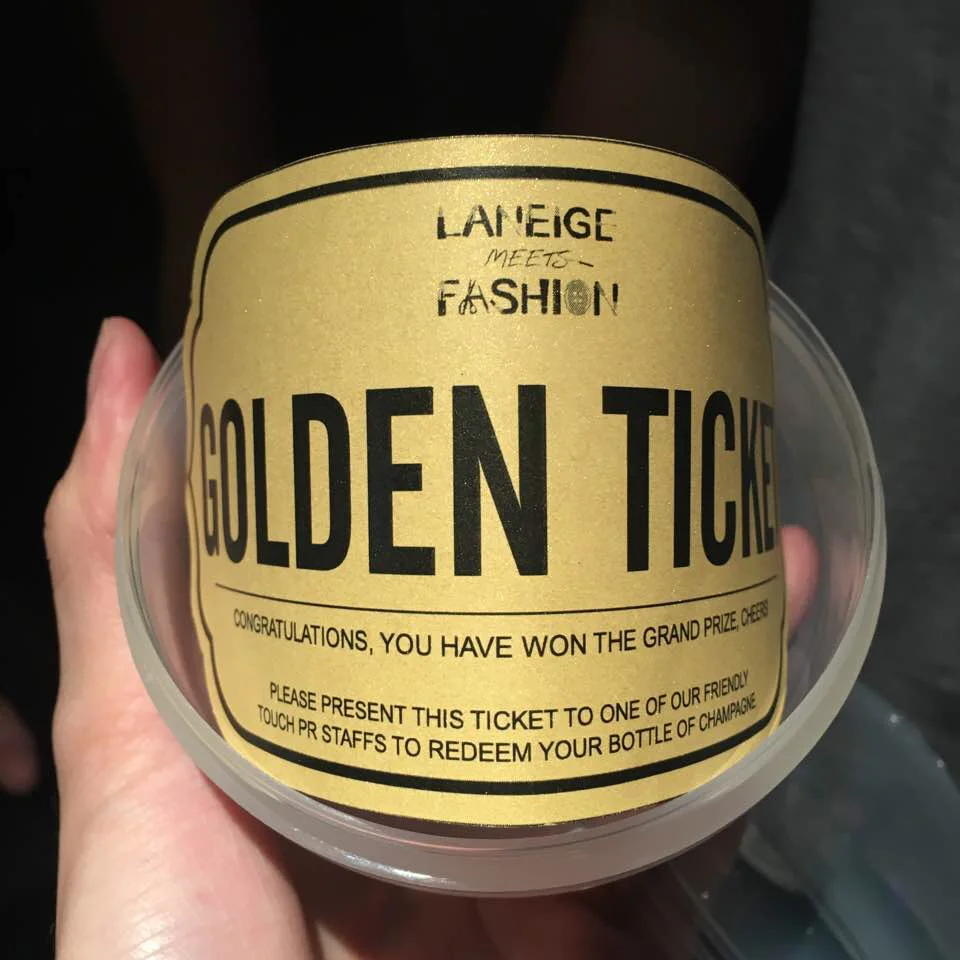 LANEIGE
MEETS
FASHION
GOLDEN TICKET
CONGRATULATIONS, YOU HAVE WON THE GRAND PRIZE, CHEERS!
PLEASE PRESENT THIS TICKET TO ONE OF OUR FRIENDLY
TOUCH PR STAFFS TO REDEEM YOUR BOTTLE OF CHAMPAGNE.